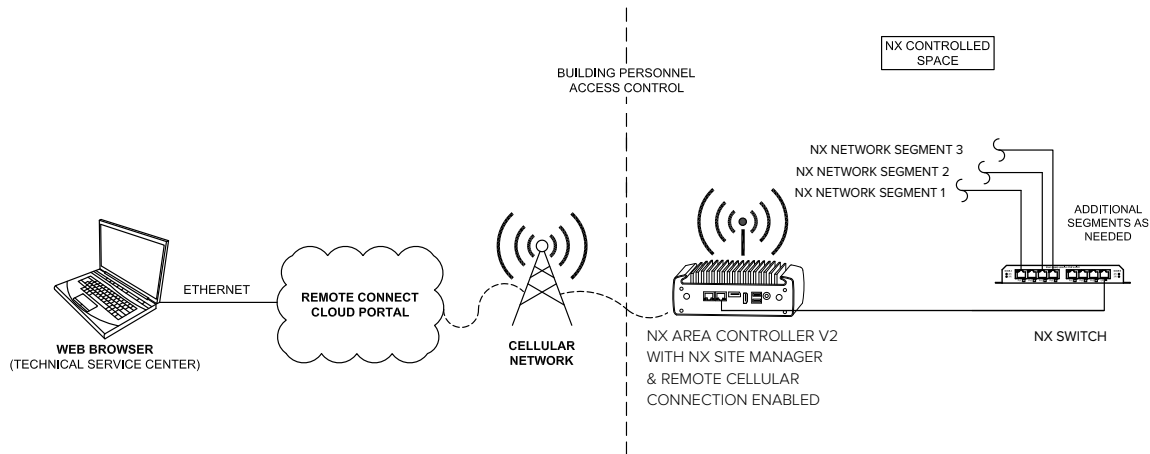 NX CONTROLLED
SPACE
BUILDING PERSONNEL
ACCESS CONTROL
NX NETWORK SEGMENT 3
NX NETWORK SEGMENT 2
NX NETWORK SEGMENT 1
ADDITIONAL
SEGMENTS AS
NEEDED
ETHERNET
REMOTE CONNECT
CLOUD PORTAL
WEB BROWSER
(TECHNICAL SERVICE CENTER)
CELLULAR
NETWORK
NX AREA CONTROLLER V2
WITH NX SITE MANAGER
& REMOTE CELLULAR
CONNECTION ENABLED
NX SWITCH